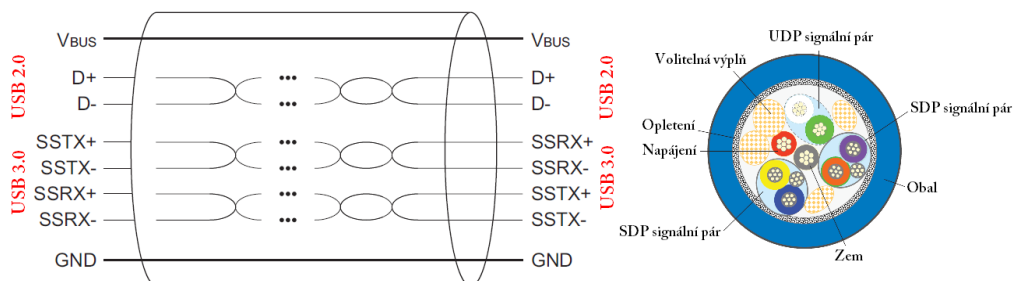 VBUS
D+
D-
SSTX+
SSTX-
SSRX+
SSRX-
GND
USB 2.0
USB 3.0
VBUS
D+
D-
SSRX+
SSRX-
SSTX+
SSTX-
GND
USB 2.0
USB 3.0
UDP signální pár
Volitelná výplň
SDP signální pár
Opletení
Napájení
Obal
SDP signální pár
Zem